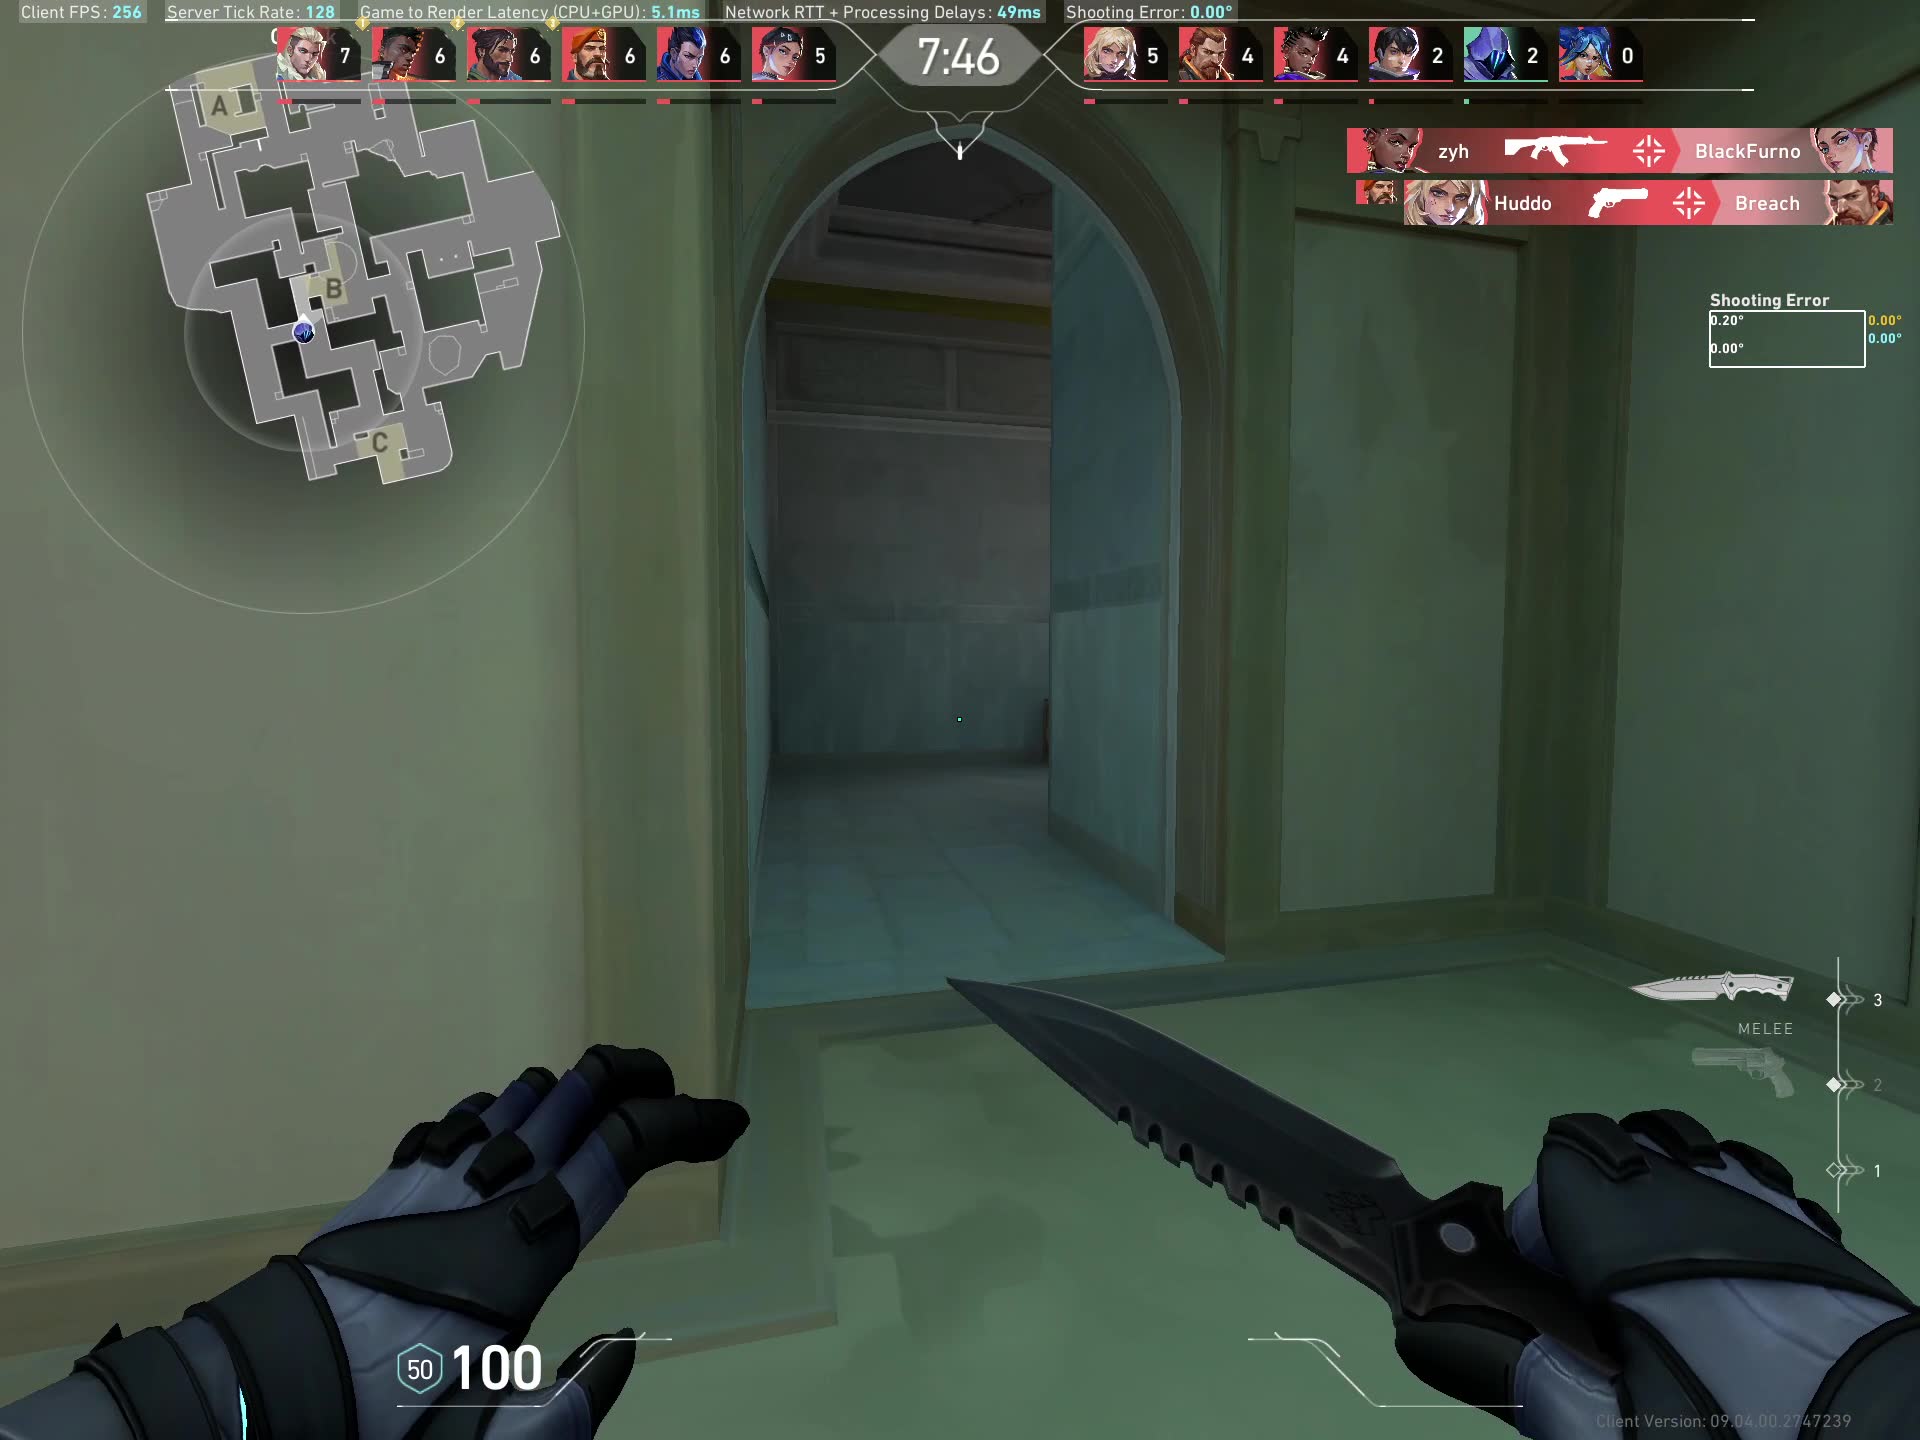 Client FPS: 256 Server Tick Rate: 128 Game to Render Latency (CPU+GPU): 5.1ms Network RTT + Processing Delays: 49ms Shooting Error: 0.00°
7 6 6 6 6 5 7:46 5 4 4 2 2 0
A
B
C
zyh BlackFurno
Huddo Breach
Shooting Error
0.20° 0.00°
0.00°
0.00°
3
MELEE
2
1
50 100
Client Version: 09.04.00.2747239